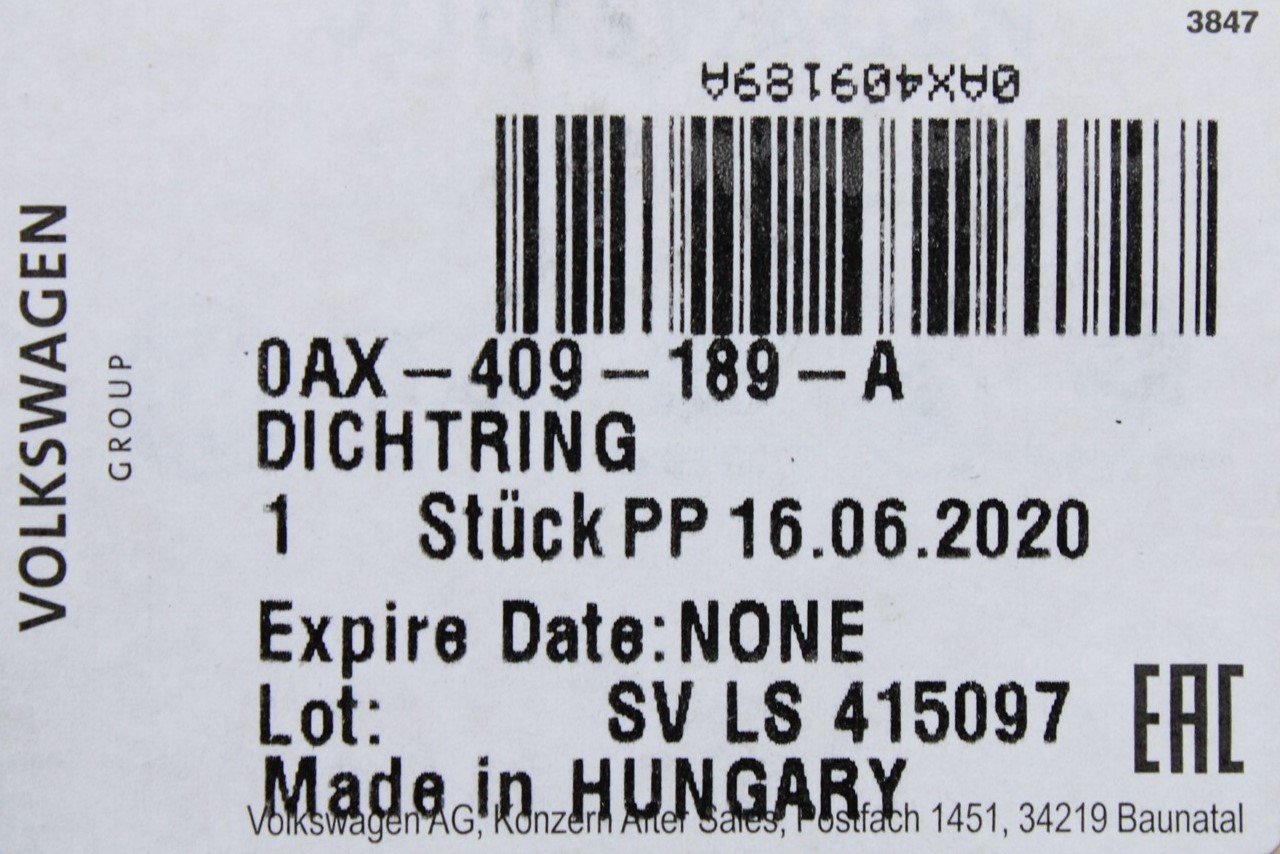 3847
0AX409189A
VOLKSWAGEN
GROUP
0AX-409-189-A
DICHTRING
1 Stück PP 16.06.2020
Expire Date:NONE
Lot: SV LS 415097
EAC
Made in HUNGARY
Volkswagen AG, Konzern After Sales, Postfach 1451, 34219 Baunatal